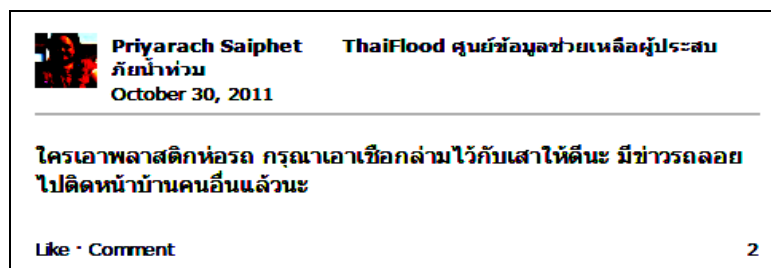 Priyarach Saiphet ThaiFlood ศูนย์ข้อมูลช่วยเหลือผู้ประสบ
ภัยน้ำท่วม
October 30, 2011
ใครเอาพลาสติกห่อรถ กรุณาเอาเชือกล่ามไว้กับเสาให้ดีนะ มีข่าวรถลอย
ไปติดหน้าบ้านคนอื่นแล้วนะ
Like · Comment 2